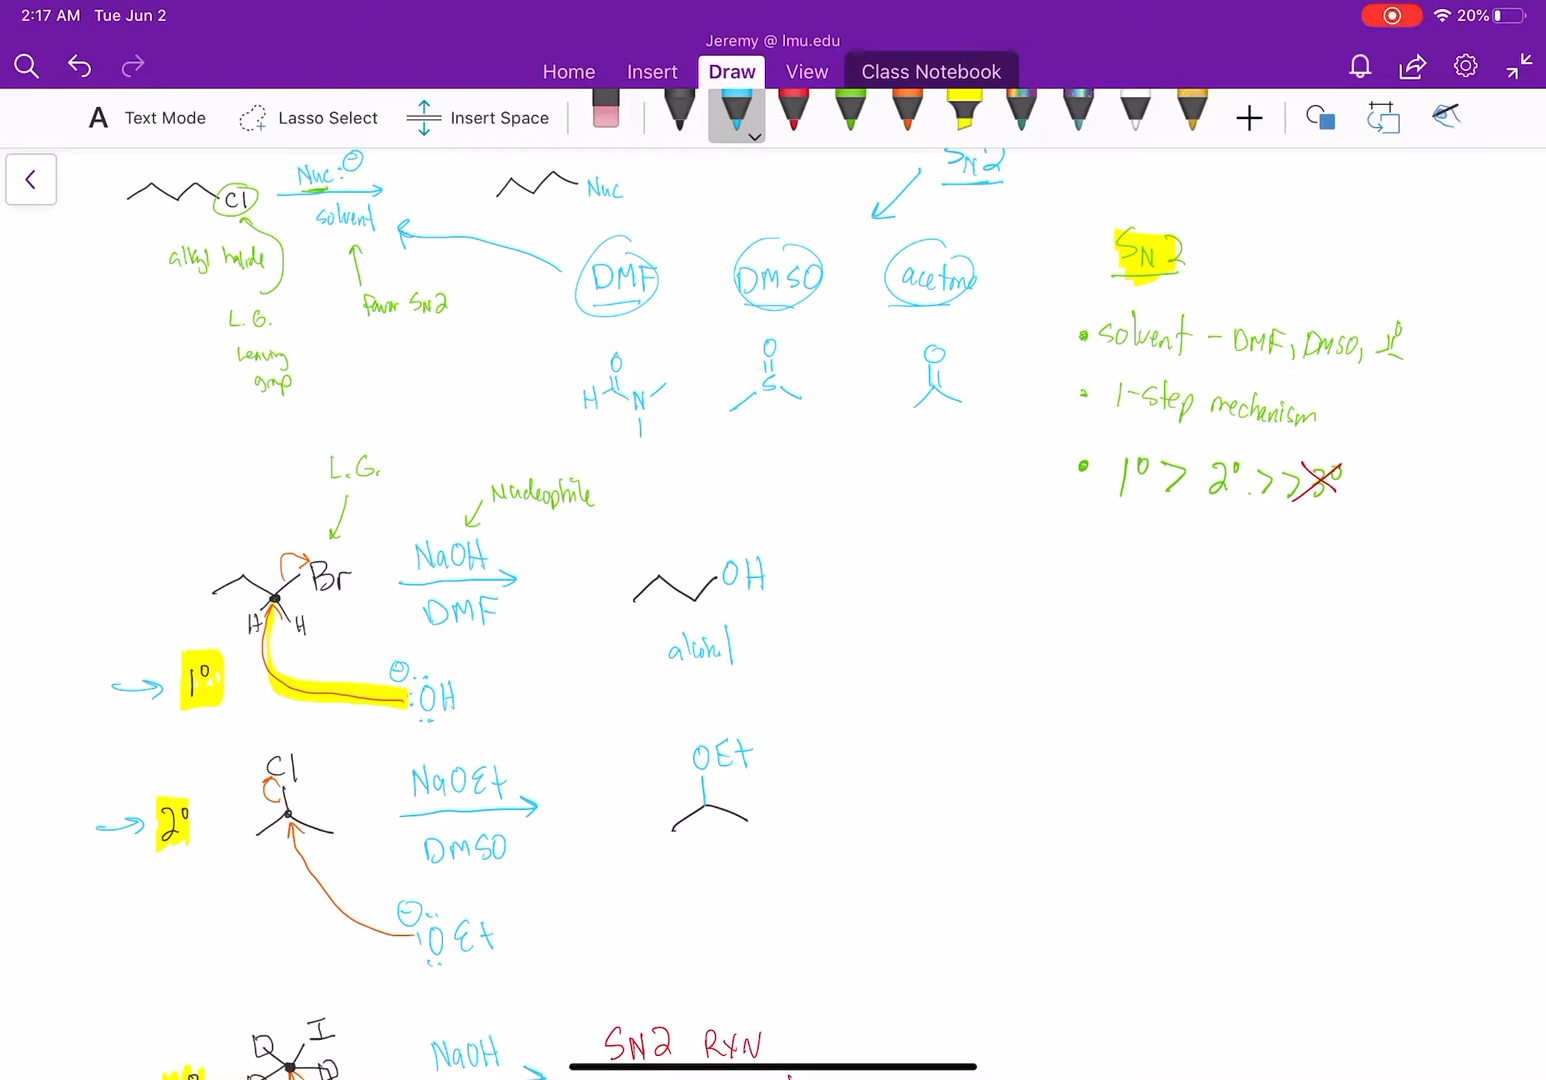 2:17 AM Tue Jun 2
20%
Jeremy @ lmu.edu
Home Insert Draw View Class Notebook
A Text Mode Lasso Select Insert Space
SN2
Cl
Nuc:⊖
solvent
Nuc
alkyl halide
L.G.
Leaving
group
favor SN2
DMF DMSO acetone
O
H N
O
S
O
SN2
• solvent - DMF, DMSO, O
• 1-step mechanism
• 1° > 2° >> 3°
L.G.
Nucleophile
Br
H H
NaOH
DMF
OH
alcohol
1°
⊖
:OH
Cl
2°
NaOEt
DMSO
OEt
⊖
:OEt
I
NaOH
SN2 RXN